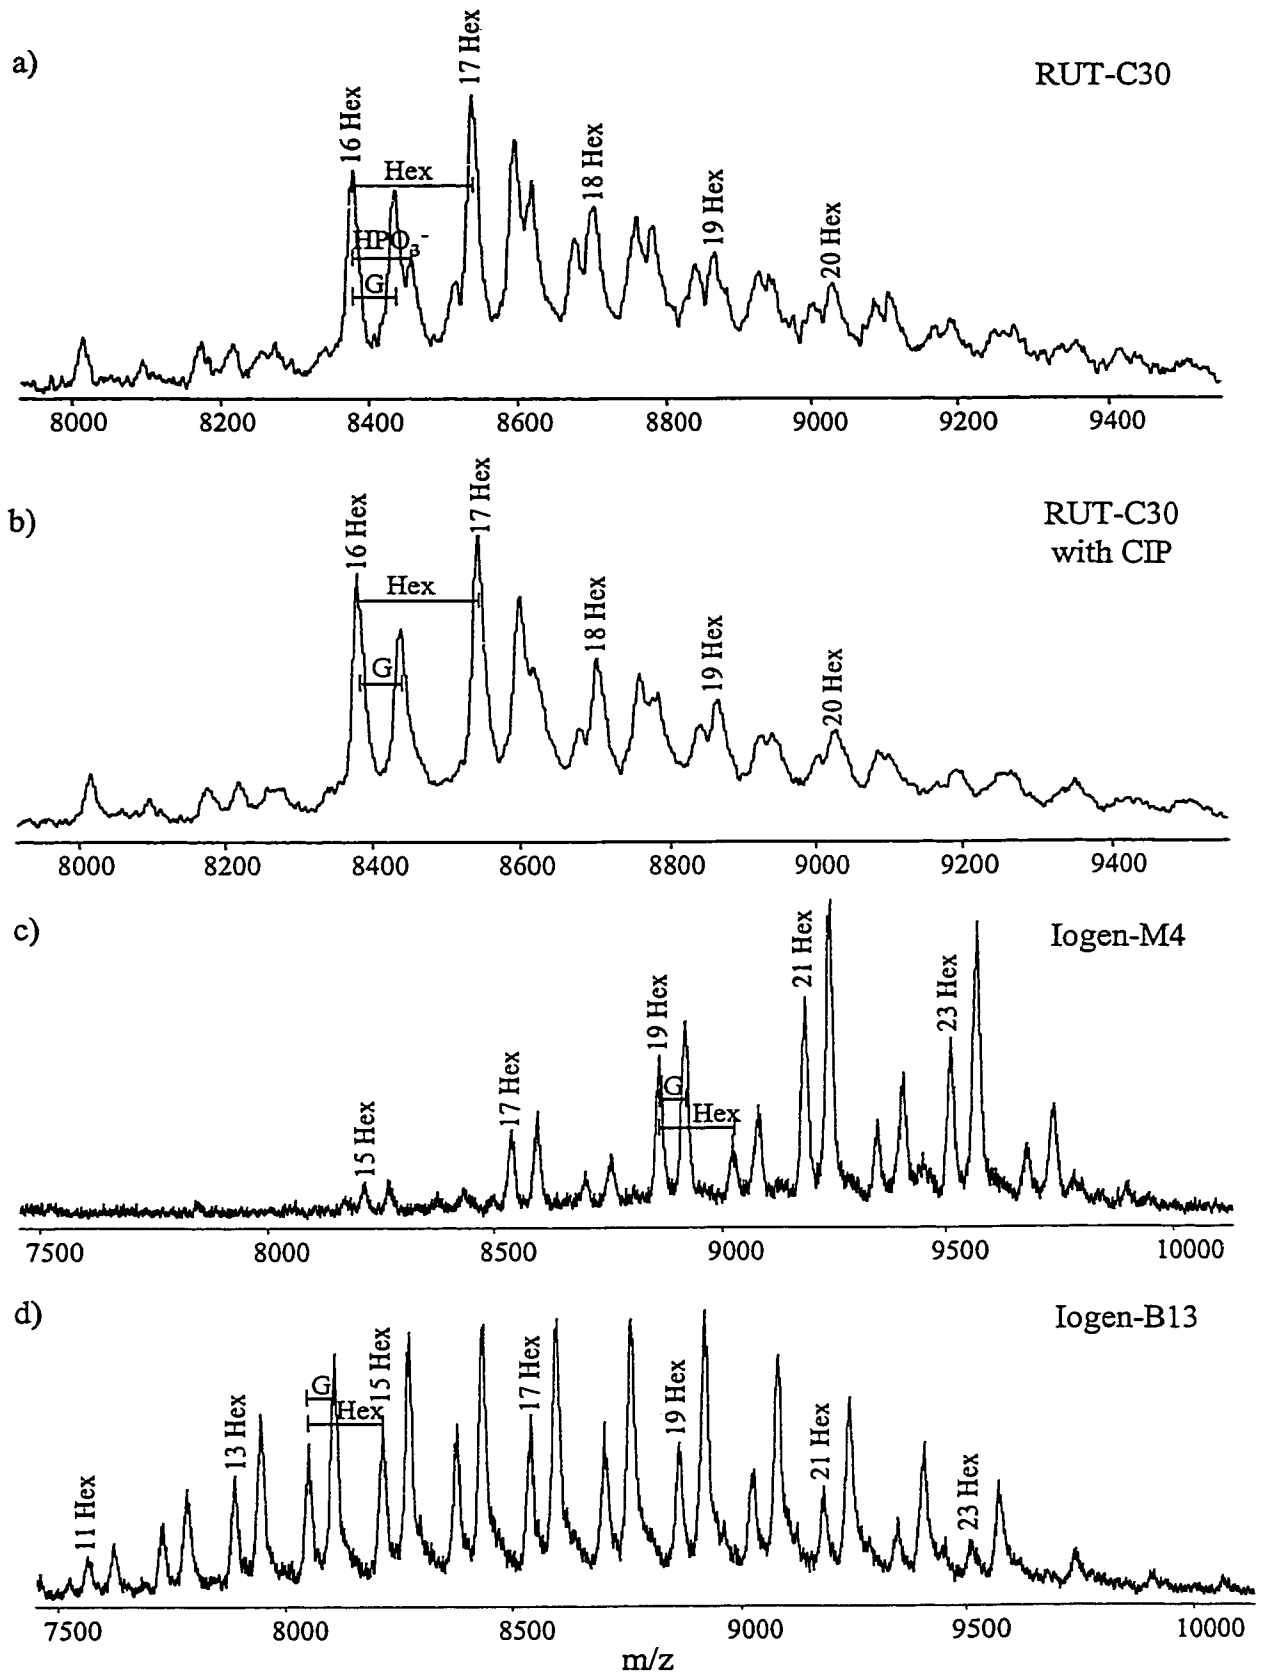 a)
RUT-C30
16 Hex
17 Hex
18 Hex
19 Hex
20 Hex
Hex
HPO₃⁻
G
8000 8200 8400 8600 8800 9000 9200 9400
b)
RUT-C30
with CIP
16 Hex
17 Hex
18 Hex
19 Hex
20 Hex
Hex
G
8000 8200 8400 8600 8800 9000 9200 9400
c)
Iogen-M4
15 Hex
17 Hex
19 Hex
21 Hex
23 Hex
G
Hex
7500 8000 8500 9000 9500 10000
d)
Iogen-B13
11 Hex
13 Hex
15 Hex
17 Hex
19 Hex
21 Hex
23 Hex
G
Hex
7500 8000 8500 9000 9500 10000
m/z